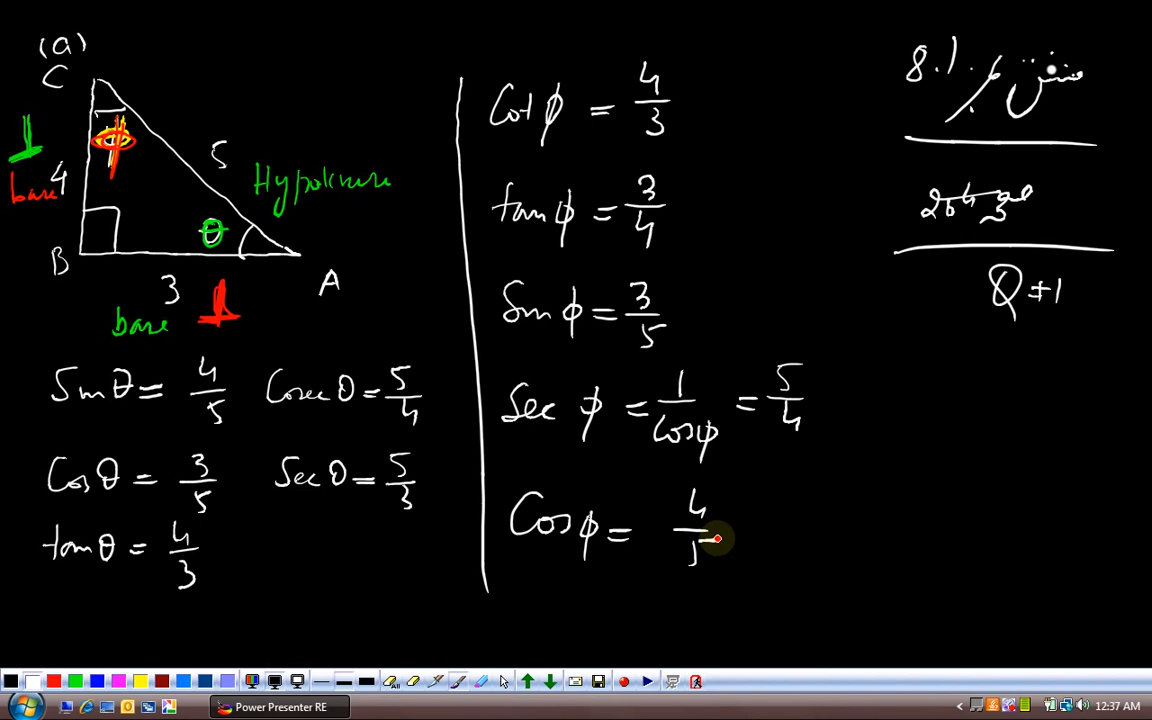 (a)
C
4
5
base
Hypotenuse
θ
B
3
A
base
Sinθ = 4/5 Cosecθ = 5/4
Cosθ = 3/5 Secθ = 5/3
tanθ = 4/3
Cotφ = 4/3
tanφ = 3/4
Sinφ = 3/5
Sec φ = 1/cosφ = 5/4
Cosφ = 4/
8.1
Q#1
Power Presenter RE
12:37 AM